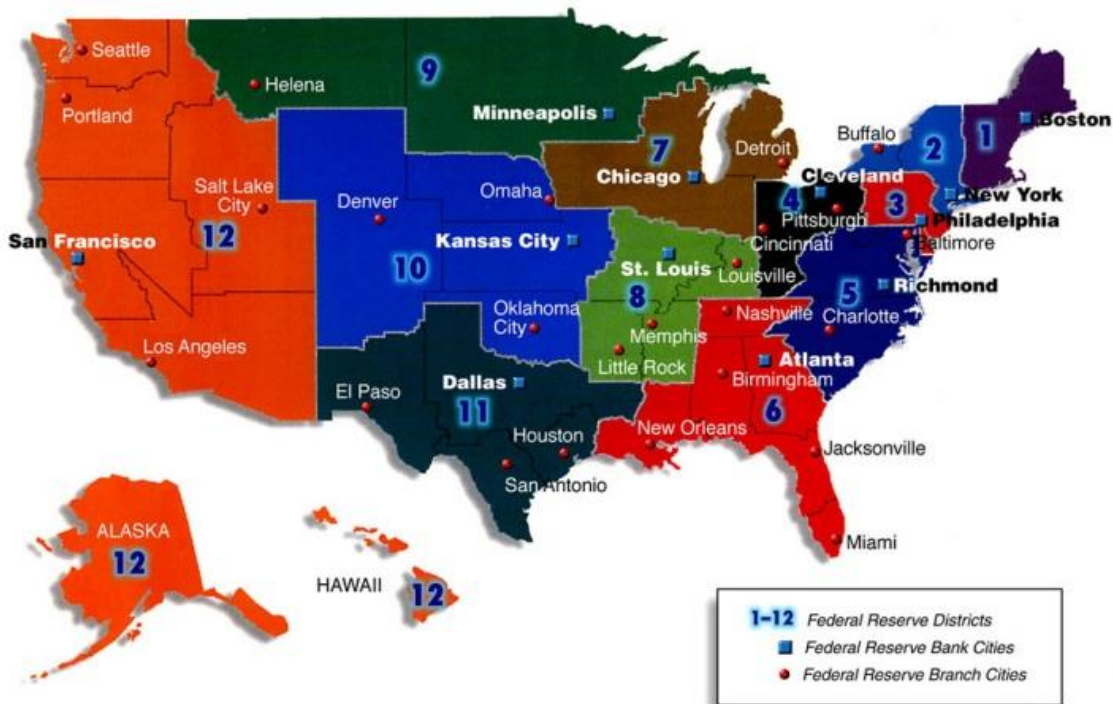 Seattle
Portland
Helena
9
Minneapolis
7
Chicago
Detroit
Buffalo
2
1
Boston
Cleveland
4
Pittsburgh
3
New York
Philadelphia
Baltimore
Cincinnati
Salt Lake
City
12
San Francisco
Los Angeles
Denver
Omaha
10
Kansas City
Oklahoma
City
St. Louis
8
Louisville
Memphis
Little Rock
5
Richmond
Charlotte
Nashville
Atlanta
Birmingham
6
El Paso
Dallas
11
Houston
San Antonio
New Orleans
Jacksonville
Miami
ALASKA
12
HAWAII
12
1–12 Federal Reserve Districts
Federal Reserve Bank Cities
Federal Reserve Branch Cities